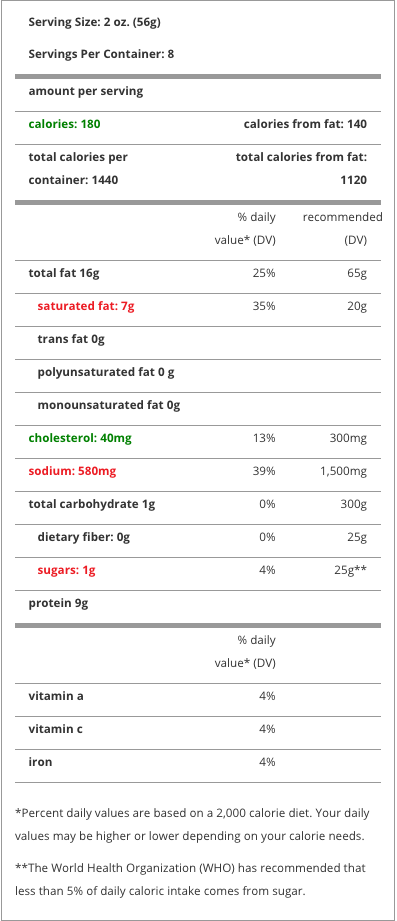 Serving Size: 2 oz. (56g)
Servings Per Container: 8
amount per serving
calories: 180 calories from fat: 140
total calories per total calories from fat:
container: 1440 1120
% daily recommended
value* (DV) (DV)
total fat 16g 25% 65g
saturated fat: 7g 35% 20g
trans fat 0g
polyunsaturated fat 0 g
monounsaturated fat 0g
cholesterol: 40mg 13% 300mg
sodium: 580mg 39% 1,500mg
total carbohydrate 1g 0% 300g
dietary fiber: 0g 0% 25g
sugars: 1g 4% 25g**
protein 9g
% daily
value* (DV)
vitamin a 4%
vitamin c 4%
iron 4%
*Percent daily values are based on a 2,000 calorie diet. Your daily
values may be higher or lower depending on your calorie needs.
**The World Health Organization (WHO) has recommended that
less than 5% of daily caloric intake comes from sugar.